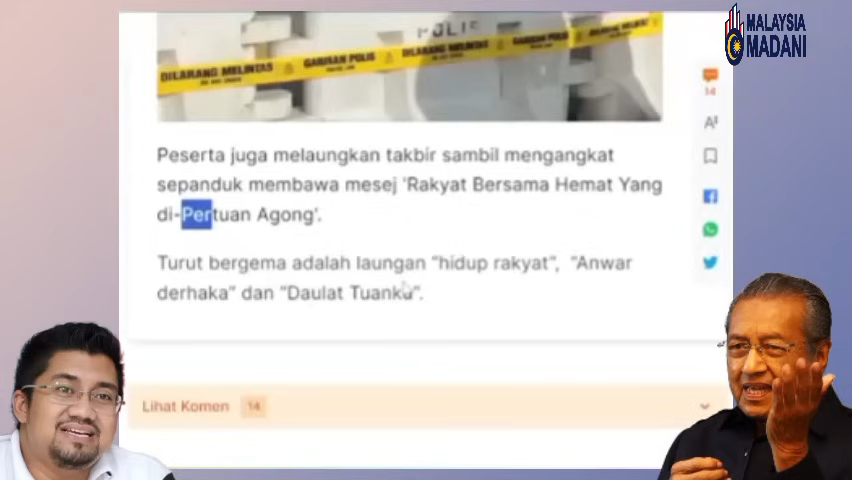 MALAYSIA
MADANI
POLIS
DILARANG MELINTAS
GARISAN POLIS
DILARANG MELINTAS
GARISAN POLIS
14
Peserta juga melaungkan takbir sambil mengangkat
sepanduk membawa mesej ‘Rakyat Bersama Hemat Yang
di-Pertuan Agong’.
Turut bergema adalah laungan “hidup rakyat”, “Anwar
derhaka” dan “Daulat Tuanku”.
Lihat Komen 14